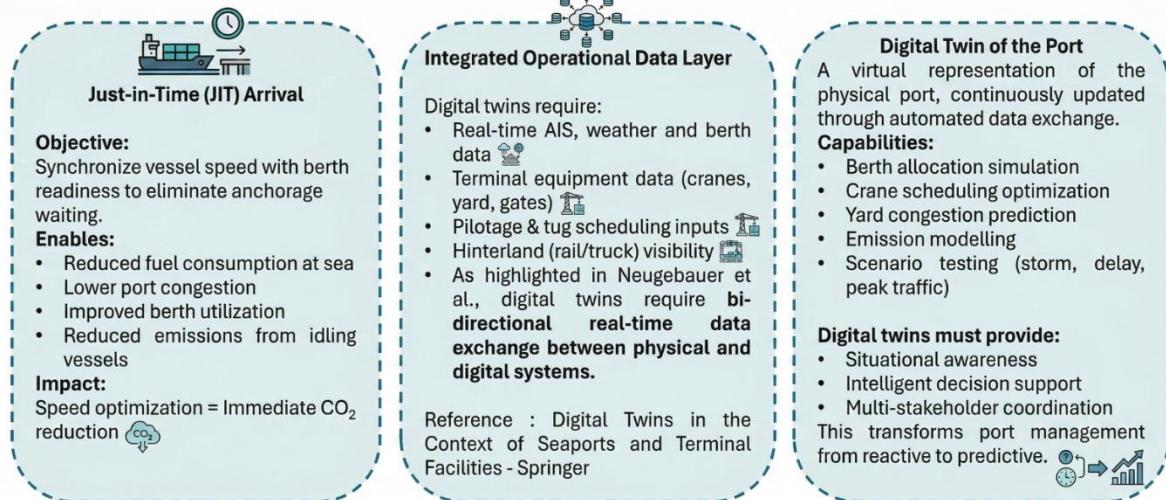 Just-in-Time (JIT) Arrival
Objective:
Synchronize vessel speed with berth
readiness to eliminate anchorage
waiting.
Enables:
• Reduced fuel consumption at sea
• Lower port congestion
• Improved berth utilization
• Reduced emissions from idling
vessels
Impact:
Speed optimization = Immediate CO₂
reduction
CO₂
Integrated Operational Data Layer
Digital twins require:
• Real-time AIS, weather and berth
data
• Terminal equipment data (cranes,
yard, gates)
• Pilotage & tug scheduling inputs
• Hinterland (rail/truck) visibility
• As highlighted in Neugebauer et
al., digital twins require bi-
directional real-time data
exchange between physical and
digital systems.
Reference : Digital Twins in the
Context of Seaports and Terminal
Facilities - Springer
Digital Twin of the Port
A virtual representation of the
physical port, continuously updated
through automated data exchange.
Capabilities:
• Berth allocation simulation
• Crane scheduling optimization
• Yard congestion prediction
• Emission modelling
• Scenario testing (storm, delay,
peak traffic)
Digital twins must provide:
• Situational awareness
• Intelligent decision support
• Multi-stakeholder coordination
This transforms port management
from reactive to predictive.
?